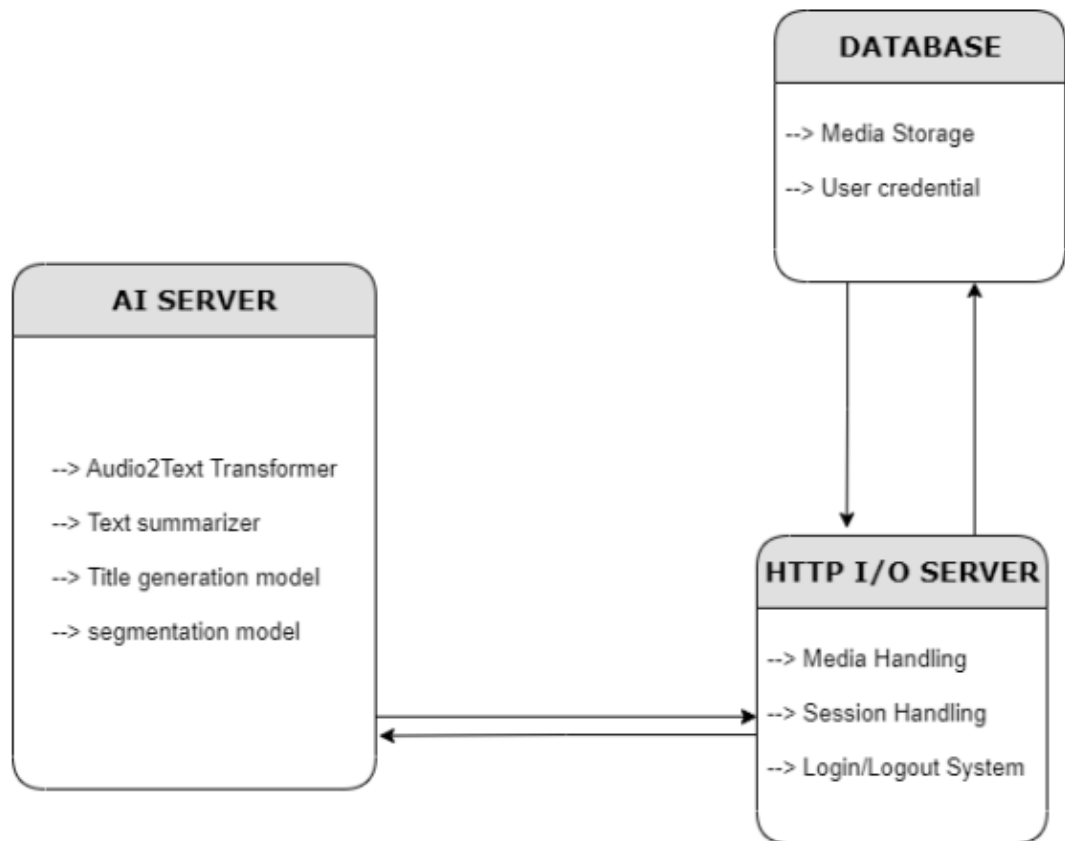 DATABASE
--> Media Storage
--> User credential
AI SERVER
--> Audio2Text Transformer
--> Text summarizer
--> Title generation model
--> segmentation model
HTTP I/O SERVER
--> Media Handling
--> Session Handling
--> Login/Logout System